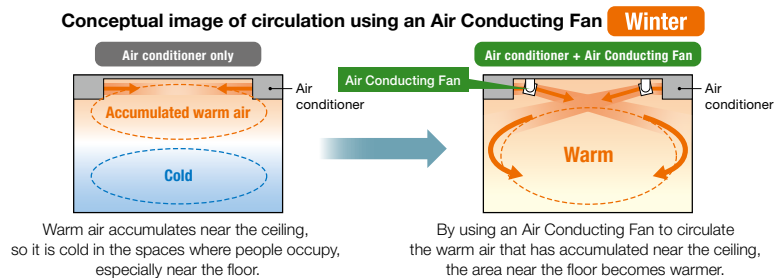 Conceptual image of circulation using an Air Conducting Fan Winter
Air conditioner only
Accumulated warm air
Cold
Air
conditioner
Warm air accumulates near the ceiling,
so it is cold in the spaces where people occupy,
especially near the floor.
Air conditioner + Air Conducting Fan
Air Conducting Fan
Air
conditioner
Warm
By using an Air Conducting Fan to circulate
the warm air that has accumulated near the ceiling,
the area near the floor becomes warmer.